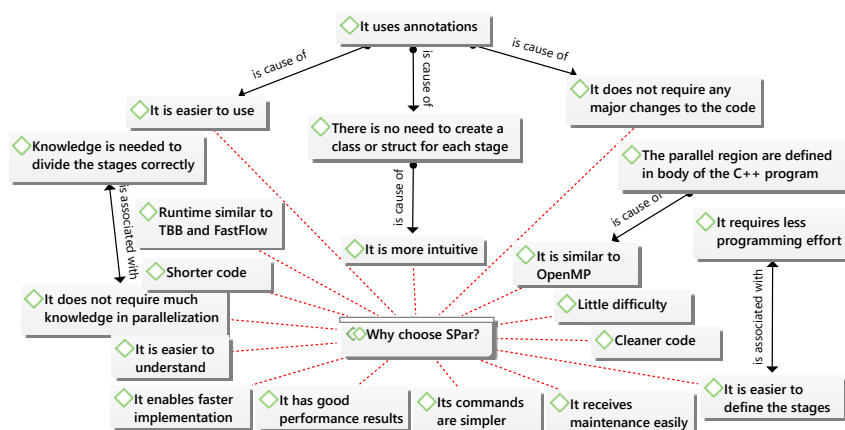 It uses annotations
is cause of
is cause of
is cause of
It is easier to use
It does not require any
major changes to the code
There is no need to create a
class or struct for each stage
Knowledge is needed to
divide the stages correctly
The parallel region are defined
in body of the C++ program
is associated with
is cause of
is cause of
Runtime similar to
TBB and FastFlow
It requires less
programming effort
It is more intuitive
It is similar to
OpenMP
Shorter code
is associated with
It does not require much
knowledge in parallelization
Little difficulty
Why choose SPar?
Cleaner code
It is easier to
understand
It is easier to
define the stages
It enables faster
implementation
It has good
performance results
Its commands
are simpler
It receives
maintenance easily